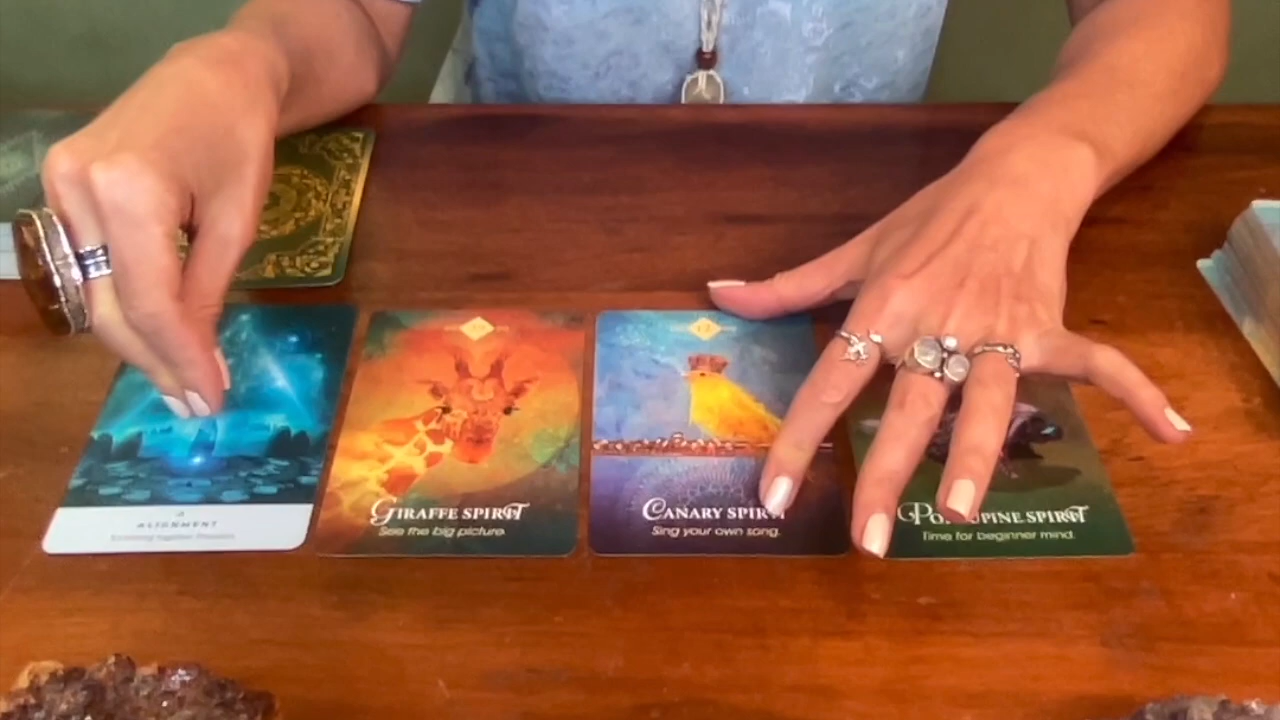 ALIGNMENT
GIRAFFE SPIRIT
See the big picture.
CANARY SPIRIT
Sing your own song.
PORCUPINE SPIRIT
Time for beginner mind.